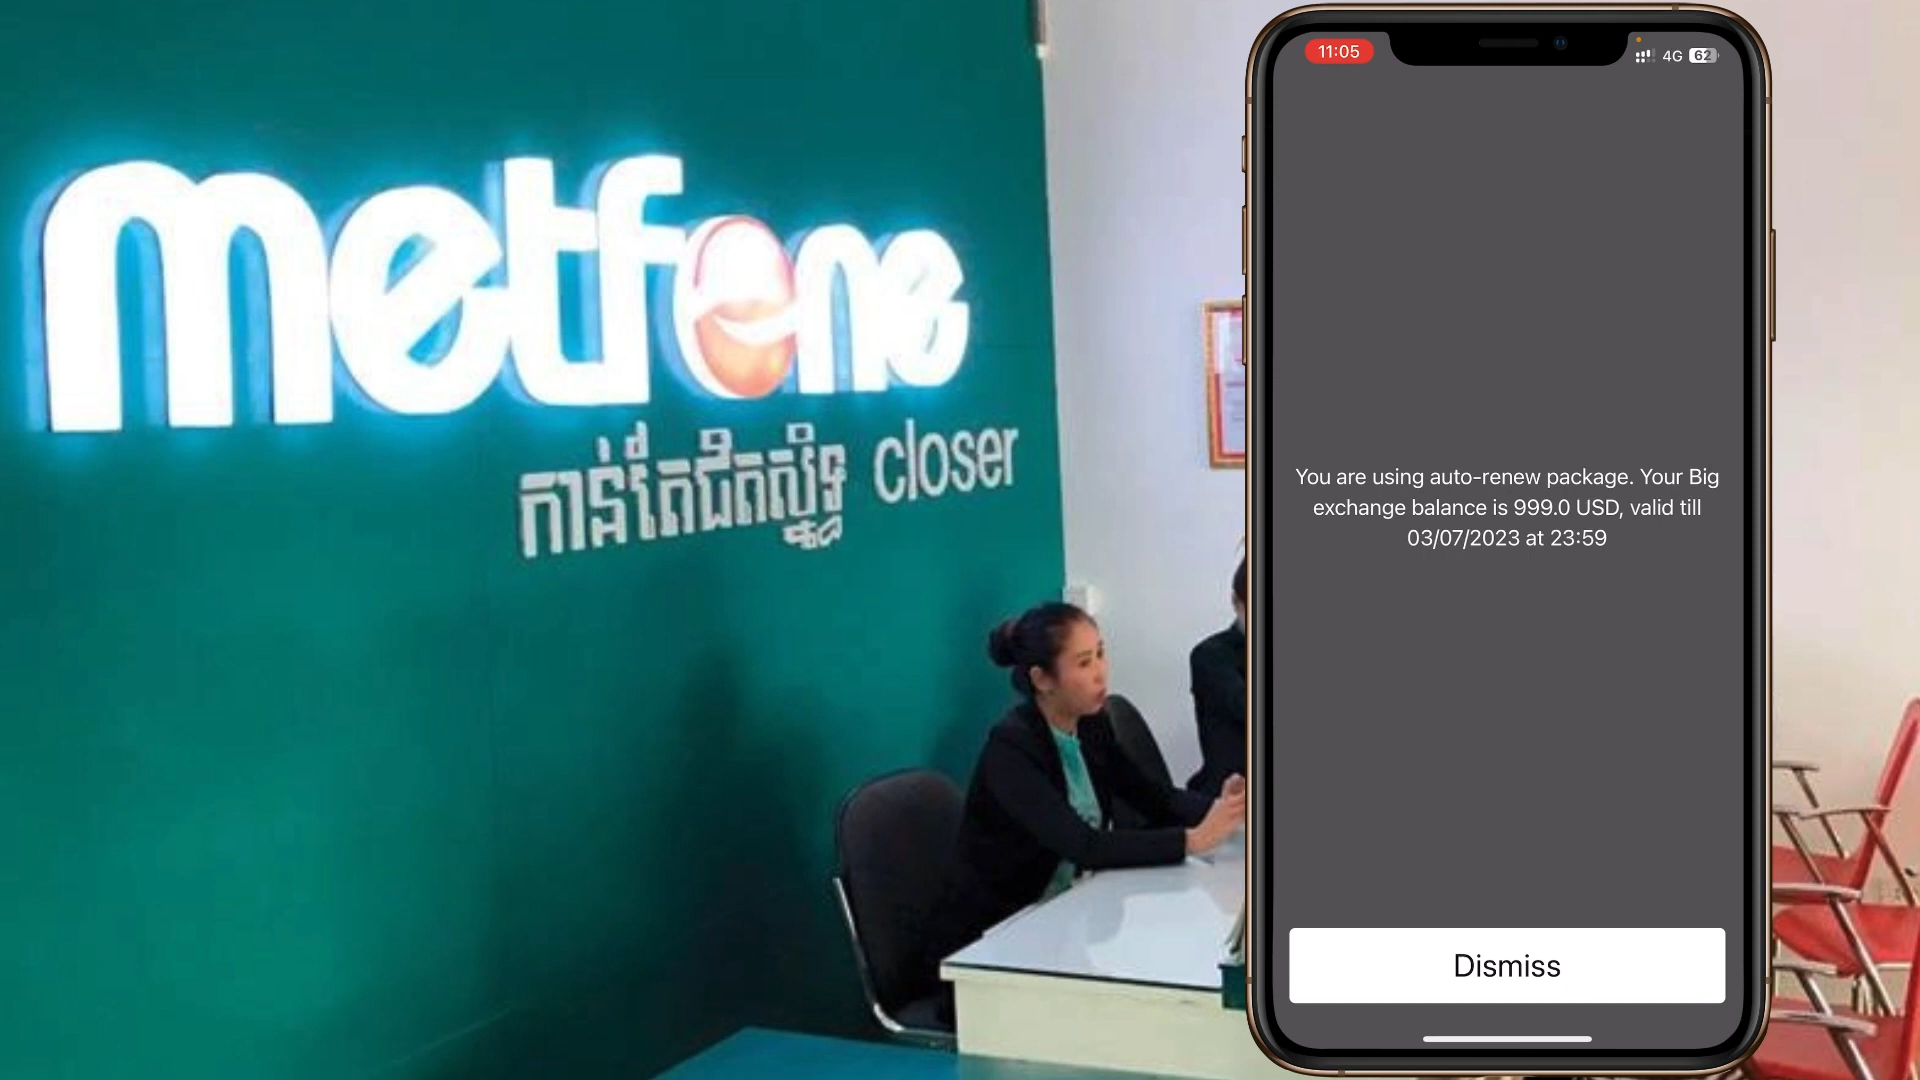 metfone
កាន់តែជិតស្និទ្ធ closer
11:05
4G 62
You are using auto-renew package. Your Big
exchange balance is 999.0 USD, valid till
03/07/2023 at 23:59
Dismiss